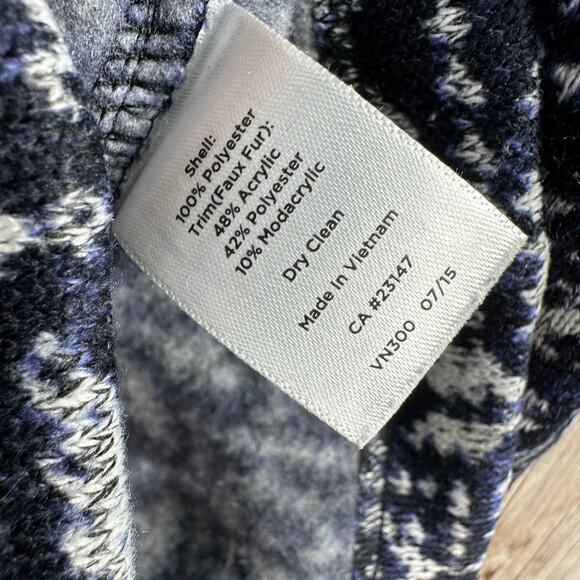 Shell:
100% Polyester
Trim(Faux Fur):
48% Acrylic
42% Polyester
10% Modacrylic
Dry Clean
Made in Vietnam
CA #23147
VN300 07/15